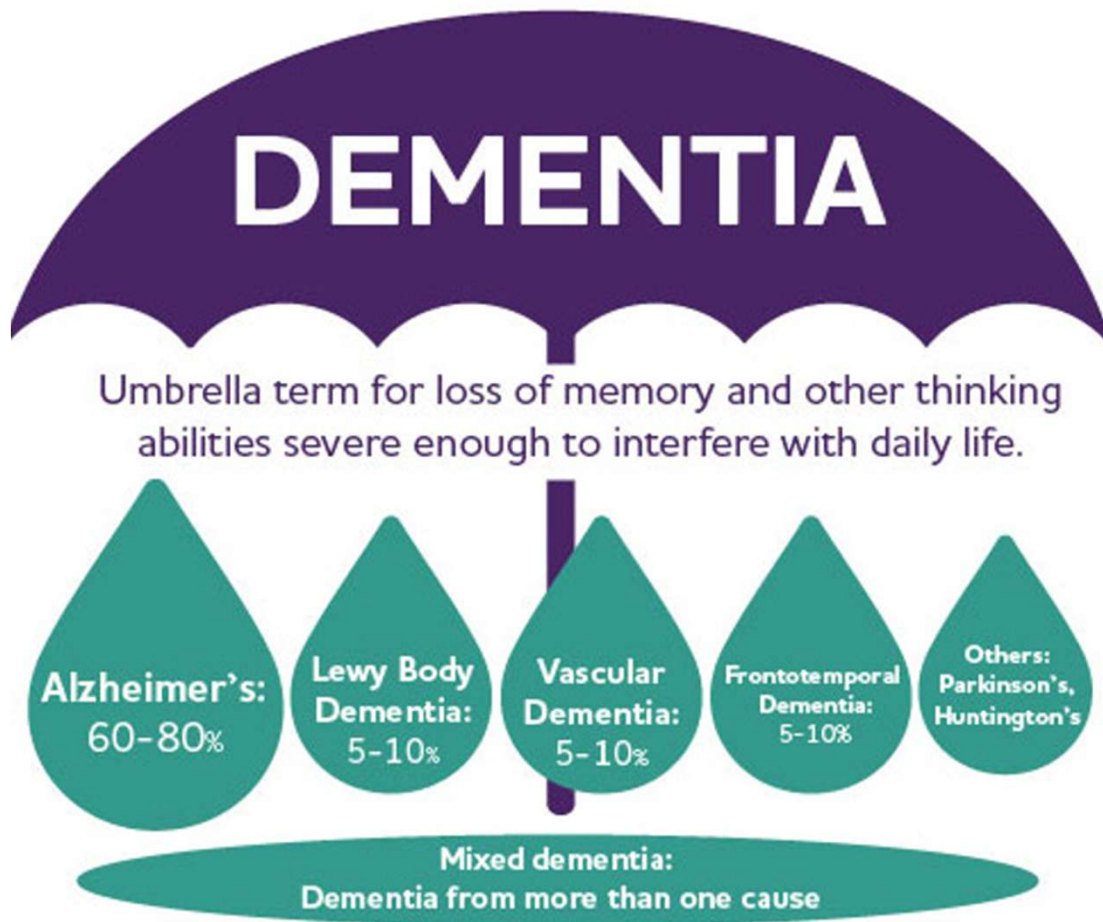 DEMENTIA
Umbrella term for loss of memory and other thinking
abilities severe enough to interfere with daily life.
Alzheimer's:
60-80%
Lewy Body
Dementia:
5-10%
Vascular
Dementia:
5-10%
Frontotemporal
Dementia:
5-10%
Others:
Parkinson's,
Huntington's
Mixed dementia:
Dementia from more than one cause